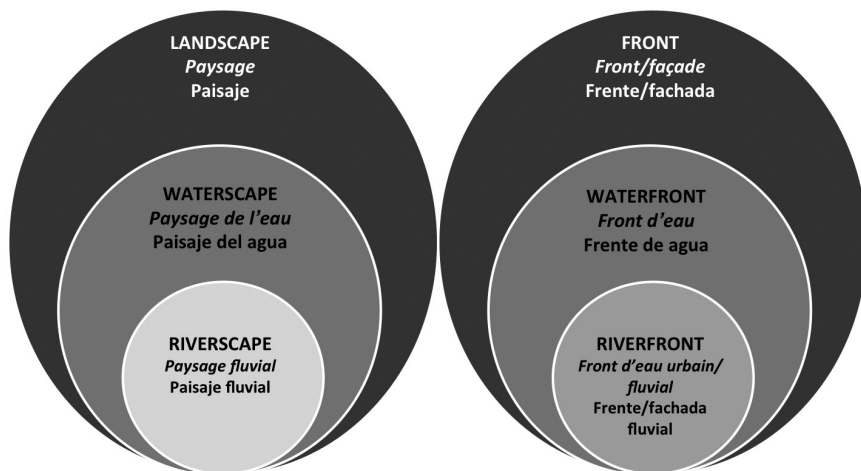 LANDSCAPE
Paysage
Paisaje
WATERSCAPE
Paysage de l’eau
Paisaje del agua
RIVERSCAPE
Paysage fluvial
Paisaje fluvial
FRONT
Front/façade
Frente/fachada
WATERFRONT
Front d’eau
Frente de agua
RIVERFRONT
Front d’eau urbain/
fluvial
Frente/fachada
fluvial